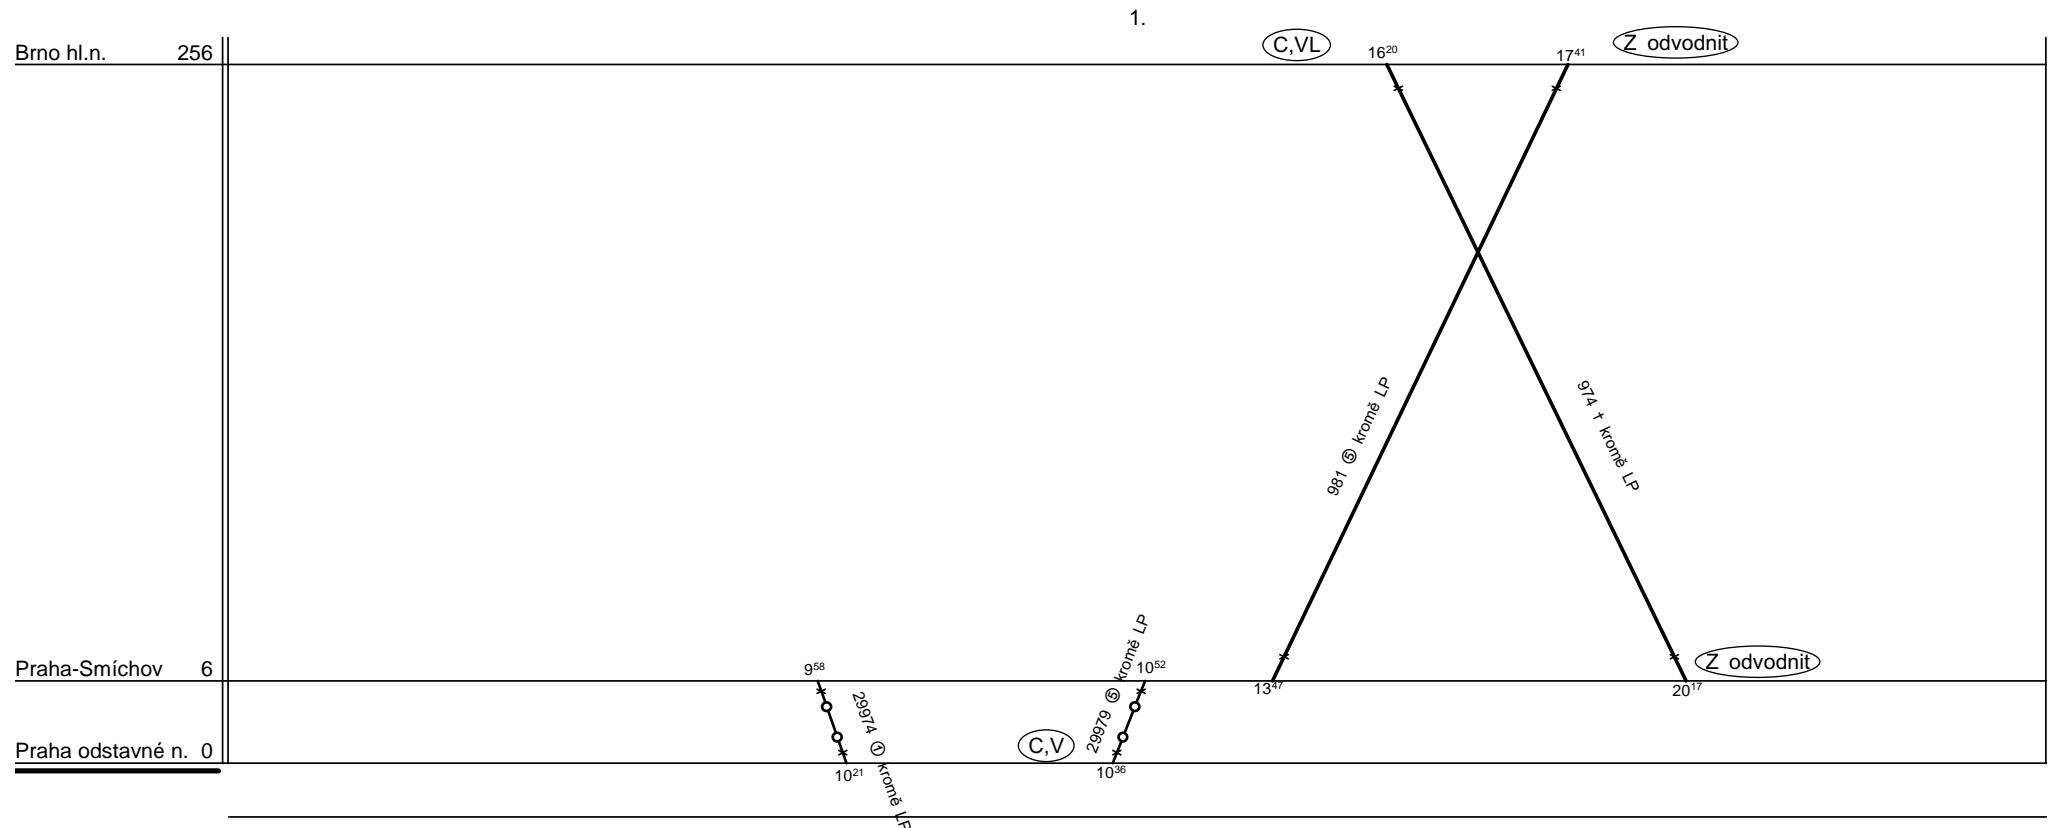 1.
Brno hl.n. 256
C,VL
16²⁰
17⁴¹
Z odvodnit
981 ⑤ kromě LP
974 † kromě LP
Praha-Smíchov 6
9⁵⁸
10⁵²
13⁴⁷
20¹⁷
Z odvodnit
29974 ① kromě LP
29979 ⑤ kromě LP
Praha odstavné n. 0
C,V
10²¹
10³⁶